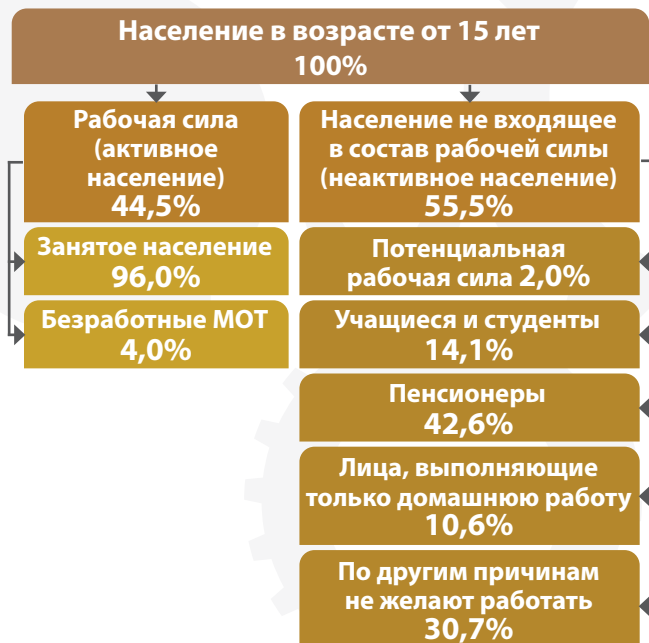 Население в возрасте от 15 лет
100%
Рабочая сила
(активное
население)
44,5%
Занятое население
96,0%
Безработные МОТ
4,0%
Население не входящее
в состав рабочей силы
(неактивное население)
55,5%
Потенциальная
рабочая сила 2,0%
Учащиеся и студенты
14,1%
Пенсионеры
42,6%
Лица, выполняющие
только домашнюю работу
10,6%
По другим причинам
не желают работать
30,7%